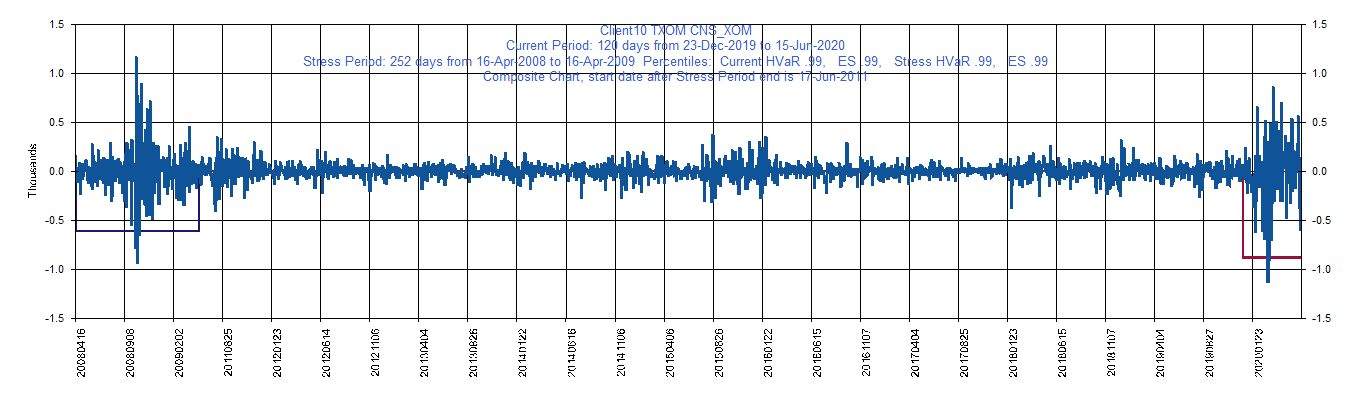 Client10 TXOM CNS_XOM
Current Period: 120 days from 23-Dec-2019 to 15-Jun-2020
Stress Period: 252 days from 16-Apr-2008 to 16-Apr-2009 Percentiles: Current HVaR .99, ES .99, Stress HVaR .99, ES .99
Composite Chart, start date after Stress Period end is 17-Jun-2011
1.5 1.5
1.0 1.0
0.5 0.5
0.0 0.0
-0.5 -0.5
-1.0 -1.0
-1.5 -1.5
Thousands
20080416 20080908 20090202 20110825 20120123 20120614 20121106 20130404 20130826 20140122 20140616 20141106 20150406 20150826 20160122 20160615 20161107 20170404 20170825 20180123 20180615 20181107 20190404 20190827 20200123